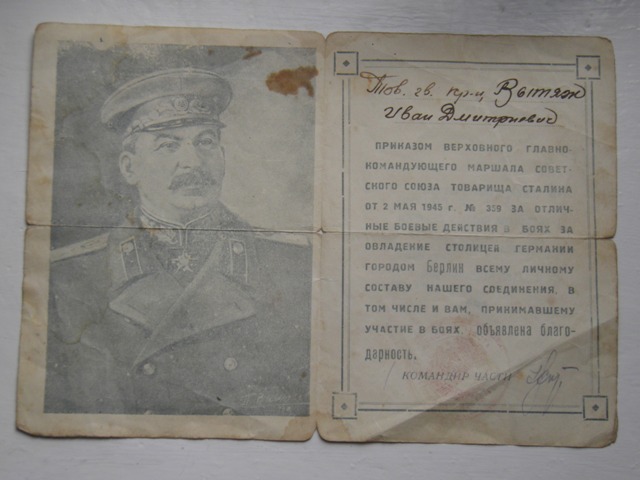 Тов. гв. кр-ц Вытяж
Иван Дмитриевич
ПРИКАЗОМ ВЕРХОВНОГО ГЛАВНО-
КОМАНДУЮЩЕГО МАРШАЛА СОВЕТ-
СКОГО СОЮЗА ТОВАРИЩА СТАЛИНА
ОТ 2 МАЯ 1945 г. № 359 ЗА ОТЛИЧ-
НЫЕ БОЕВЫЕ ДЕЙСТВИЯ В БОЯХ ЗА
ОВЛАДЕНИЕ СТОЛИЦЕЙ ГЕРМАНИИ
ГОРОДОМ Берлин ВСЕМУ ЛИЧНОМУ
СОСТАВУ НАШЕГО СОЕДИНЕНИЯ, В
ТОМ ЧИСЛЕ И ВАМ, ПРИНИМАВШЕМУ
УЧАСТИЕ В БОЯХ, объявлена благо-
дарность.
КОМАНДИР ЧАСТИ